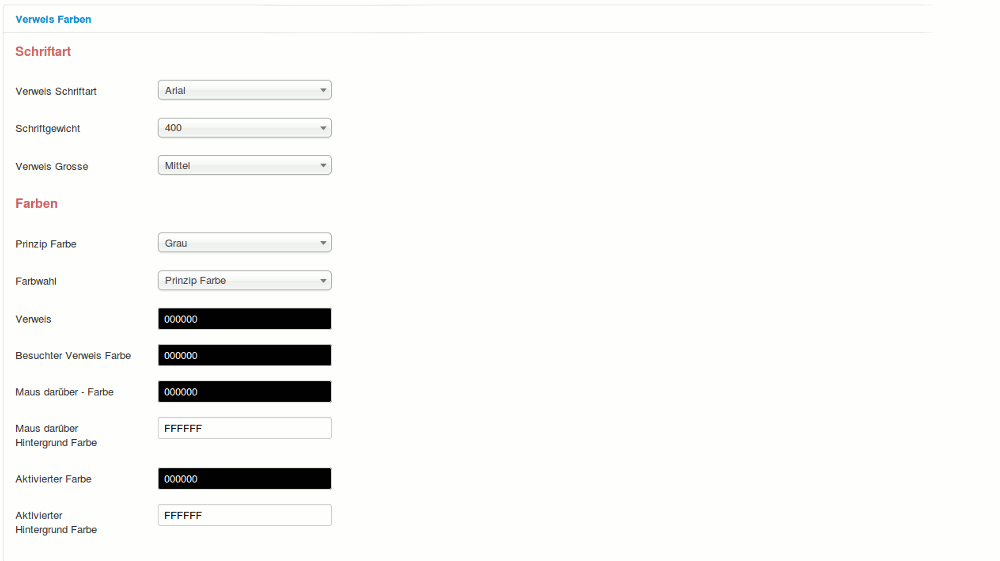 Verweis Farben
Schriftart
Verweis Schriftart Arial
Schriftgewicht 400
Verweis Grosse Mittel
Farben
Prinzip Farbe Grau
Farbwahl Prinzip Farbe
Verweis 000000
Besuchter Verweis Farbe 000000
Maus darüber - Farbe 000000
Maus darüber FFFFFF
Hintergrund Farbe
Aktivierter Farbe 000000
Aktivierter FFFFFF
Hintergrund Farbe